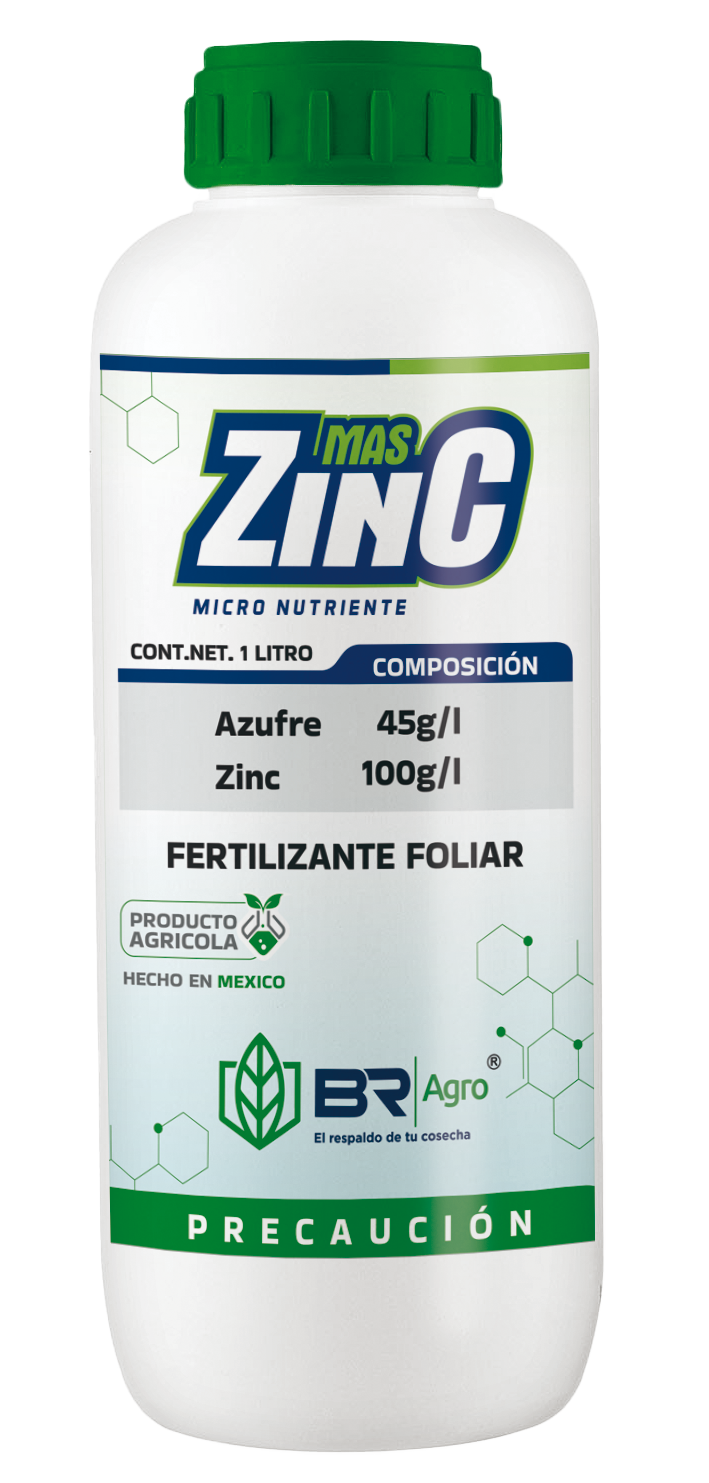 MAS
ZINC
MICRO NUTRIENTE
CONT.NET. 1 LITRO
COMPOSICIÓN
Azufre 45g/l
Zinc 100g/l
FERTILIZANTE FOLIAR
PRODUCTO
AGRICOLA
HECHO EN MEXICO
BR Agro ®
El respaldo de tu cosecha
PRECAUCIÓN